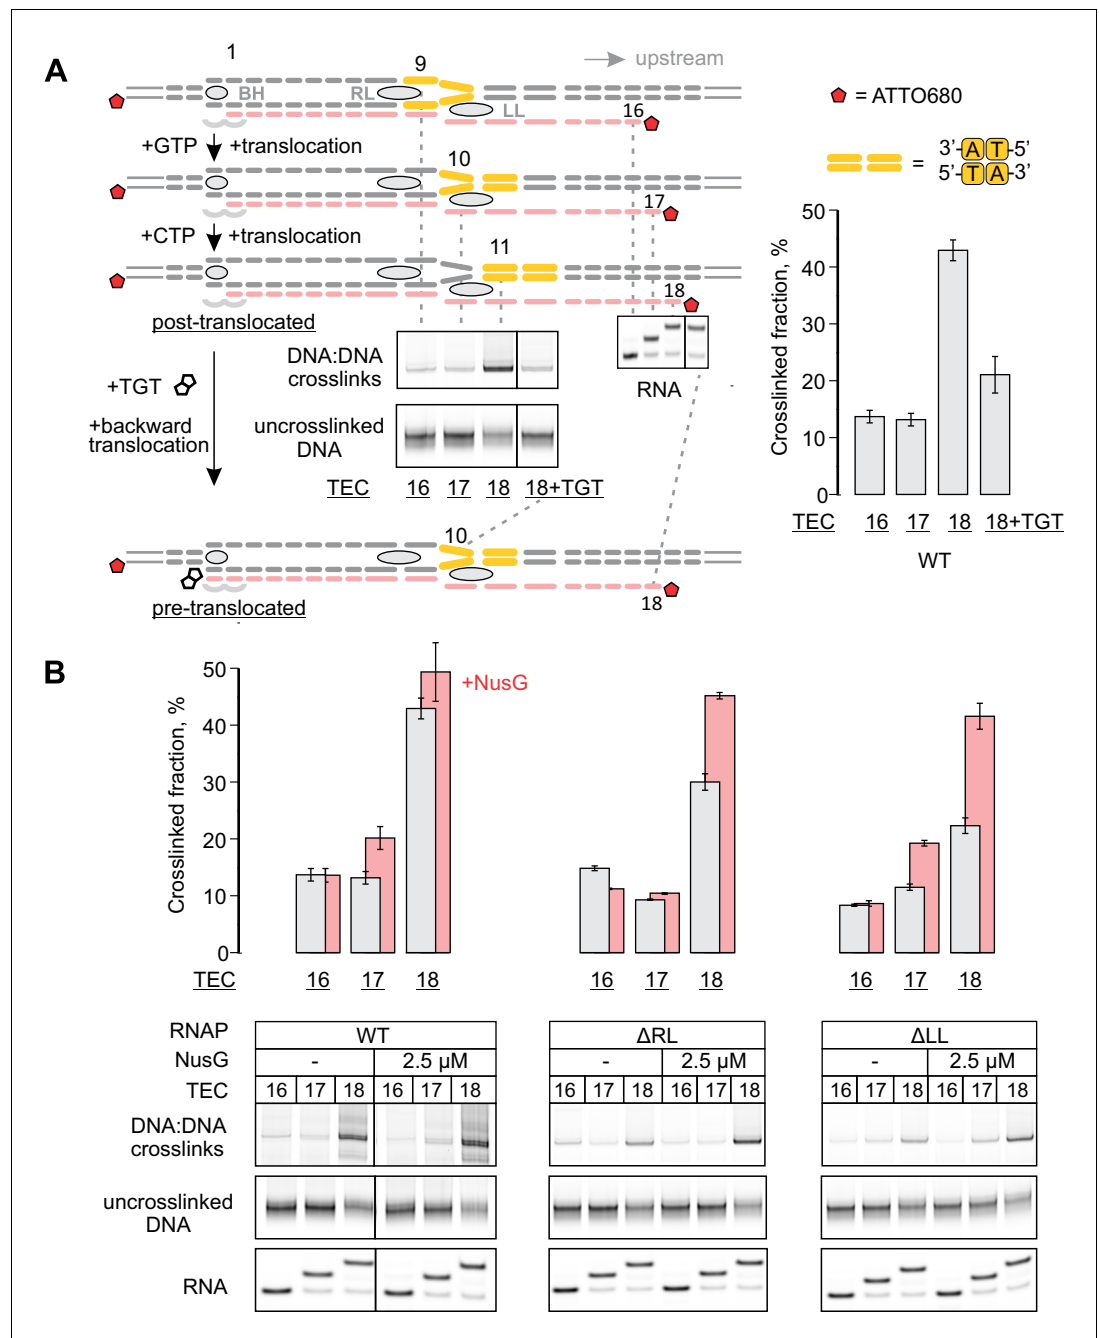 A
1
9
upstream
BH
RL
LL
16
= ATTO680
+GTP
+translocation
10
17
= 3'-A T-5'
5'-T A-3'
+CTP
+translocation
11
18
post-translocated
+TGT
+backward
translocation
DNA:DNA
crosslinks
RNA
uncrosslinked
DNA
TEC 16 17 18 18+TGT
10
18
pre-translocated
Crosslinked fraction, %
50
40
30
20
10
0
TEC 16 17 18 18+TGT
WT
B
Crosslinked fraction, %
50
40
30
20
10
0
+NusG
TEC 16 17 18 16 17 18 16 17 18
RNAP WT ΔRL ΔLL
NusG - 2.5 µM - 2.5 µM - 2.5 µM
TEC 16 17 18 16 17 18 16 17 18 16 17 18 16 17 18 16 17 18
DNA:DNA
crosslinks
uncrosslinked
DNA
RNA